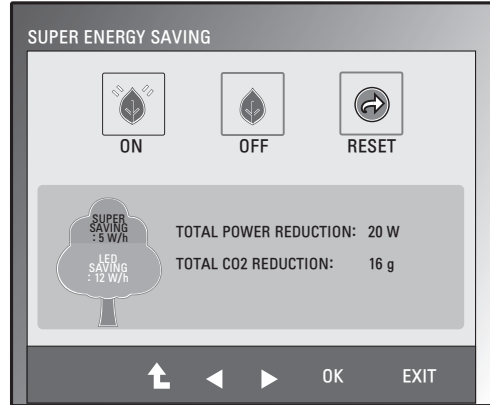 SUPER ENERGY SAVING
ON
OFF
RESET
SUPER
SAVING
: 5 W/h
LED
SAVING
: 12 W/h
TOTAL POWER REDUCTION: 20 W
TOTAL CO2 REDUCTION: 16 g
OK
EXIT